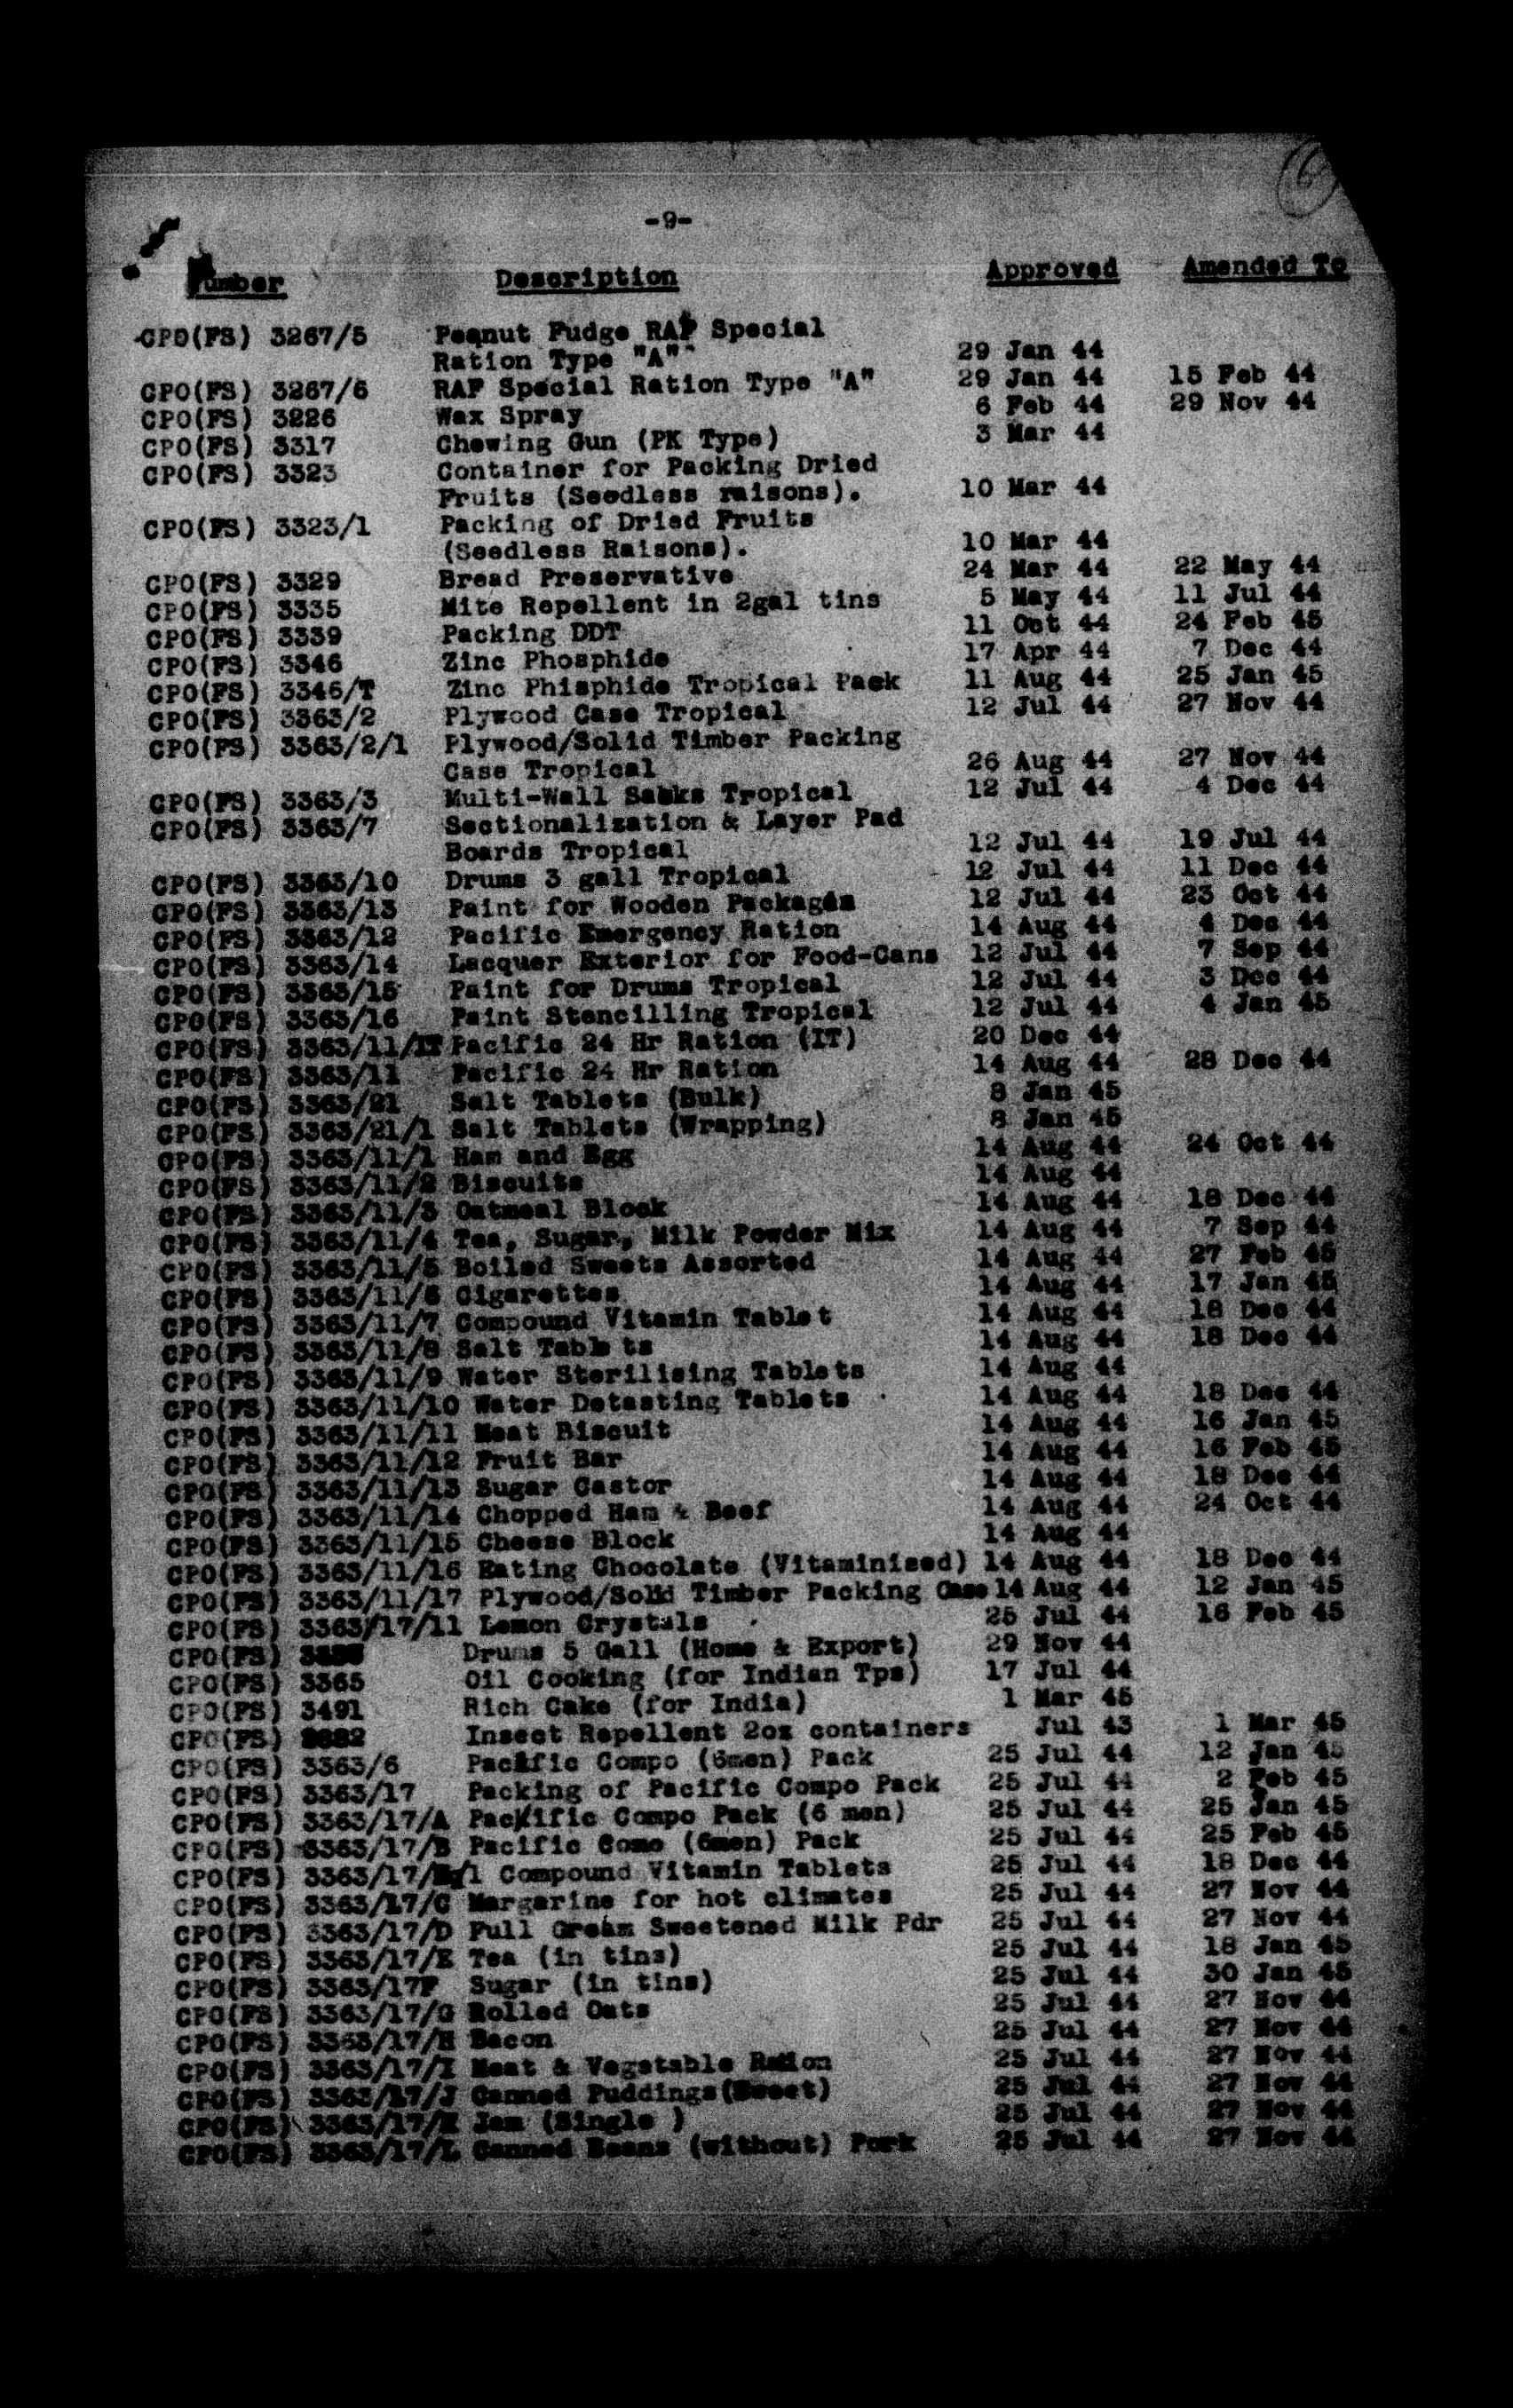 -9-
Number Description Approved Amended To
CPO(FS) 3267/5 Peanut Fudge RAF Special
Ration Type "A" 29 Jan 44
CPO(FS) 3267/6 RAF Special Ration Type "A" 29 Jan 44 15 Feb 44
CPO(FS) 3226 Wax Spray 6 Feb 44 29 Nov 44
CPO(FS) 3317 Chewing Gun (PK Type) 3 Mar 44
CPO(FS) 3323 Container for Packing Dried
Fruits (Seedless raisons). 10 Mar 44
CPO(FS) 3323/1 Packing of Dried Fruits
(Seedless Raisons). 10 Mar 44
CPO(FS) 3329 Bread Preservative 24 Mar 44 22 May 44
CPO(FS) 3335 Mite Repellent in 2gal tins 5 May 44 11 Jul 44
CPO(FS) 3339 Packing DDT 11 Oct 44 24 Feb 45
CPO(FS) 3346 Zinc Phosphide 17 Apr 44 7 Dec 44
CPO(FS) 3346/T Zinc Phisphide Tropical Pack 11 Aug 44 25 Jan 45
CPO(FS) 3363/2 Plywood Case Tropical 12 Jul 44 27 Nov 44
CPO(FS) 3363/2/1 Plywood/Solid Timber Packing
Case Tropical 26 Aug 44 27 Nov 44
CPO(FS) 3363/3 Multi-Wall Sacks Tropical 12 Jul 44 4 Dec 44
CPO(FS) 3363/7 Sectionalization & Layer Pad
Boards Tropical 12 Jul 44 19 Jul 44
CPO(FS) 3363/10 Drums 3 gall Tropical 12 Jul 44 11 Dec 44
CPO(FS) 3363/13 Paint for Wooden Packages 12 Jul 44 23 Oct 44
CPO(FS) 3363/12 Pacific Emergency Ration 14 Aug 44 4 Dec 44
CPO(FS) 3363/14 Lacquer Exterior for Food-Cans 12 Jul 44 7 Sep 44
CPO(FS) 3363/15 Paint for Drums Tropical 12 Jul 44 3 Dec 44
CPO(FS) 3363/16 Paint Stencilling Tropical 12 Jul 44 4 Jan 45
CPO(FS) 3363/11/IT Pacific 24 Hr Ration (IT) 20 Dec 44
CPO(FS) 3363/11 Pacific 24 Hr Ration 14 Aug 44 28 Dec 44
CPO(FS) 3363/21 Salt Tablets (Bulk) 8 Jan 45
CPO(FS) 3363/21/1 Salt Tablets (Wrapping) 8 Jan 45
CPO(FS) 3363/11/1 Ham and Egg 14 Aug 44 24 Oct 44
CPO(FS) 3363/11/2 Biscuits 14 Aug 44
CPO(FS) 3363/11/3 Oatmeal Block 14 Aug 44 18 Dec 44
CPO(FS) 3363/11/4 Tea, Sugar, Milk Powder Mix 14 Aug 44 7 Sep 44
CPO(FS) 3363/11/5 Boiled Sweets Assorted 14 Aug 44 27 Feb 45
CPO(FS) 3363/11/6 Cigarettes 14 Aug 44 17 Jan 45
CPO(FS) 3363/11/7 Compound Vitamin Tablet 14 Aug 44 18 Dec 44
CPO(FS) 3363/11/8 Salt Tablets 14 Aug 44 18 Dec 44
CPO(FS) 3363/11/9 Water Sterilising Tablets 14 Aug 44
CPO(FS) 3363/11/10 Water Detasting Tablets 14 Aug 44 18 Dec 44
CPO(FS) 3363/11/11 Meat Biscuit 14 Aug 44 16 Jan 45
CPO(FS) 3363/11/12 Fruit Bar 14 Aug 44 16 Feb 45
CPO(FS) 3363/11/13 Sugar Castor 14 Aug 44 18 Dec 44
CPO(FS) 3363/11/14 Chopped Ham & Beef 14 Aug 44 24 Oct 44
CPO(FS) 3363/11/15 Cheese Block 14 Aug 44
CPO(FS) 3363/11/16 Eating Chocolate (Vitaminised) 14 Aug 44 18 Dec 44
CPO(FS) 3363/11/17 Plywood/Solid Timber Packing Case 14 Aug 44 12 Jan 45
CPO(FS) 3363/17/11 Lemon Crystals 25 Jul 44 16 Feb 45
CPO(FS) Drums 5 Gall (Home & Export) 29 Nov 44
CPO(FS) 3365 Oil Cooking (for Indian Tps) 17 Jul 44
CPO(FS) 3491 Rich Cake (for India) 1 Mar 45
CPO(FS) Insect Repellent 2oz containers Jul 43 1 Mar 45
CPO(FS) 3363/6 Pacific Compo (6men) Pack 25 Jul 44 12 Jan 45
CPO(FS) 3363/17 Packing of Pacific Compo Pack 25 Jul 44 2 Feb 45
CPO(FS) 3363/17/A Pacific Compo Pack (6 men) 25 Jul 44 25 Jan 45
CPO(FS) 3363/17/B Pacific Como (6men) Pack 25 Jul 44 25 Feb 45
CPO(FS) Compound Vitamin Tablets 25 Jul 44 18 Dec 44
CPO(FS) 3363/17/C Margarine for hot climates 25 Jul 44 27 Nov 44
CPO(FS) 3363/17/D Full Cream Sweetened Milk Pdr 25 Jul 44 27 Nov 44
CPO(FS) 3363/17/E Tea (in tins) 25 Jul 44 18 Jan 45
CPO(FS) 3363/17F Sugar (in tins) 25 Jul 44 30 Jan 45
CPO(FS) 3363/17/G Rolled Oats 25 Jul 44 27 Nov 44
CPO(FS) 3363/17/H Bacon 25 Jul 44 27 Nov 44
CPO(FS) 3363/17/I Meat & Vegetable Ration 25 Jul 44 27 Nov 44
CPO(FS) 3363/17/J Canned Puddings(Sweet) 25 Jul 44 27 Nov 44
CPO(FS) 3363/17/K Jam (Single ) 25 Jul 44 27 Nov 44
CPO(FS) 3363/17/L Canned Beans (without) Pork 25 Jul 44 27 Nov 44